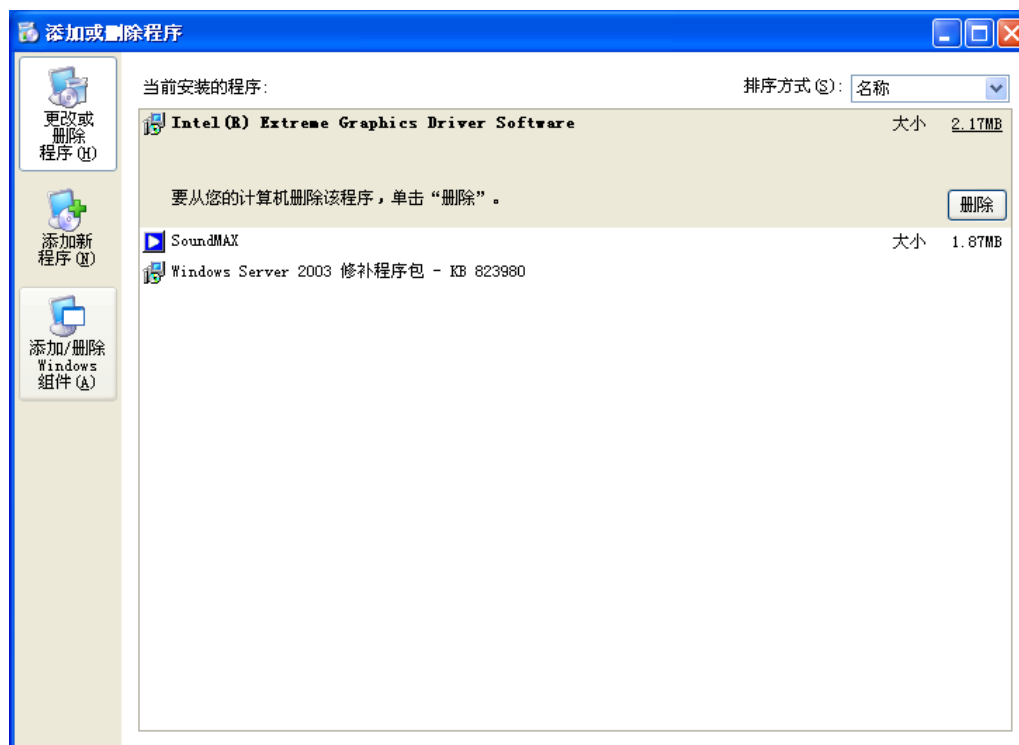 添加或删除程序
当前安装的程序:
排序方式(S): 名称
更改或
删除
程序(H)
Intel(R) Extreme Graphics Driver Software 大小 2.17MB
要从您的计算机删除该程序，单击“删除”。
删除
添加新
程序(N)
SoundMAX 大小 1.87MB
Windows Server 2003 修补程序包 - KB 823980
添加/删除
Windows
组件(A)